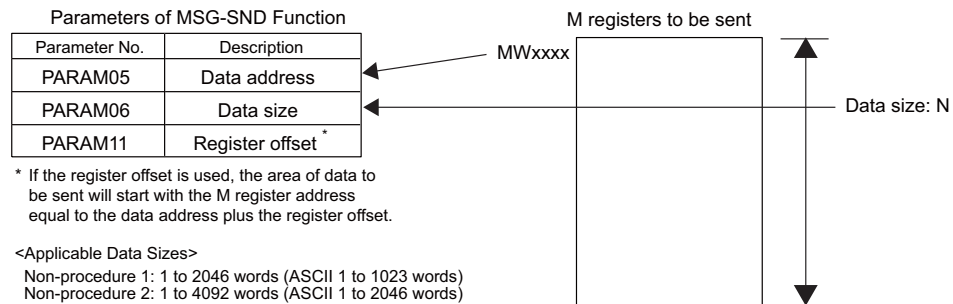 Parameters of MSG-SND Function
Parameter No. Description
PARAM05 Data address
PARAM06 Data size
PARAM11 Register offset *
* If the register offset is used, the area of data to
be sent will start with the M register address
equal to the data address plus the register offset.
<Applicable Data Sizes>
Non-procedure 1: 1 to 2046 words (ASCII 1 to 1023 words)
Non-procedure 2: 1 to 4092 words (ASCII 1 to 2046 words)
M registers to be sent
MWxxxx
Data size: N